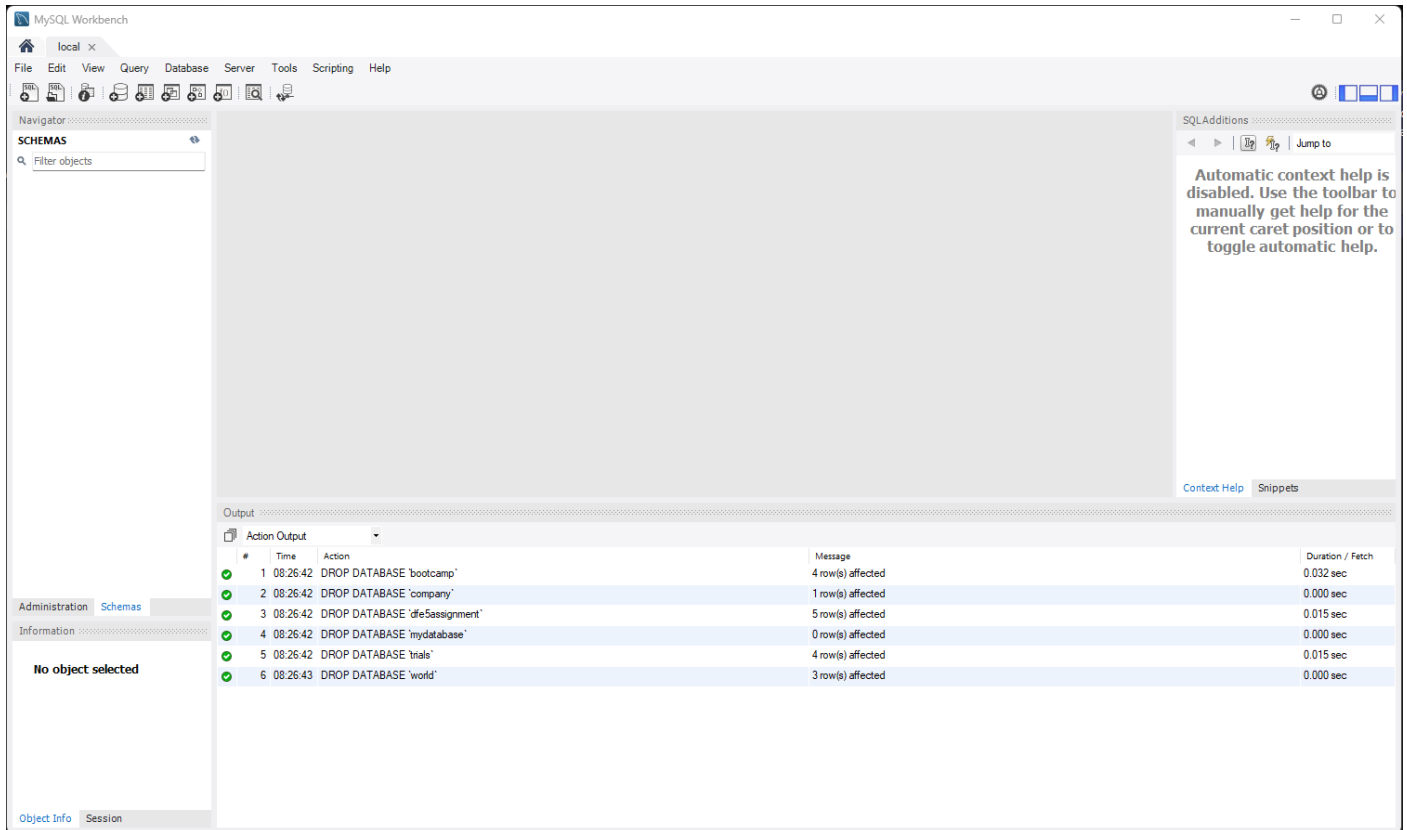 MySQL Workbench
local
File Edit View Query Database Server Tools Scripting Help
Navigator
SCHEMAS
Filter objects
Administration Schemas
Information
No object selected
Object Info Session
SQLAdditions
Jump to
Automatic context help is
disabled. Use the toolbar to
manually get help for the
current caret position or to
toggle automatic help.
Context Help Snippets
Output
Action Output
# Time Action Message Duration / Fetch
1 08:26:42 DROP DATABASE `bootcamp` 4 row(s) affected 0.032 sec
2 08:26:42 DROP DATABASE `company` 1 row(s) affected 0.000 sec
3 08:26:42 DROP DATABASE `dfe5assignment` 5 row(s) affected 0.015 sec
4 08:26:42 DROP DATABASE `mydatabase` 0 row(s) affected 0.000 sec
5 08:26:42 DROP DATABASE `trials` 4 row(s) affected 0.015 sec
6 08:26:43 DROP DATABASE `world` 3 row(s) affected 0.000 sec